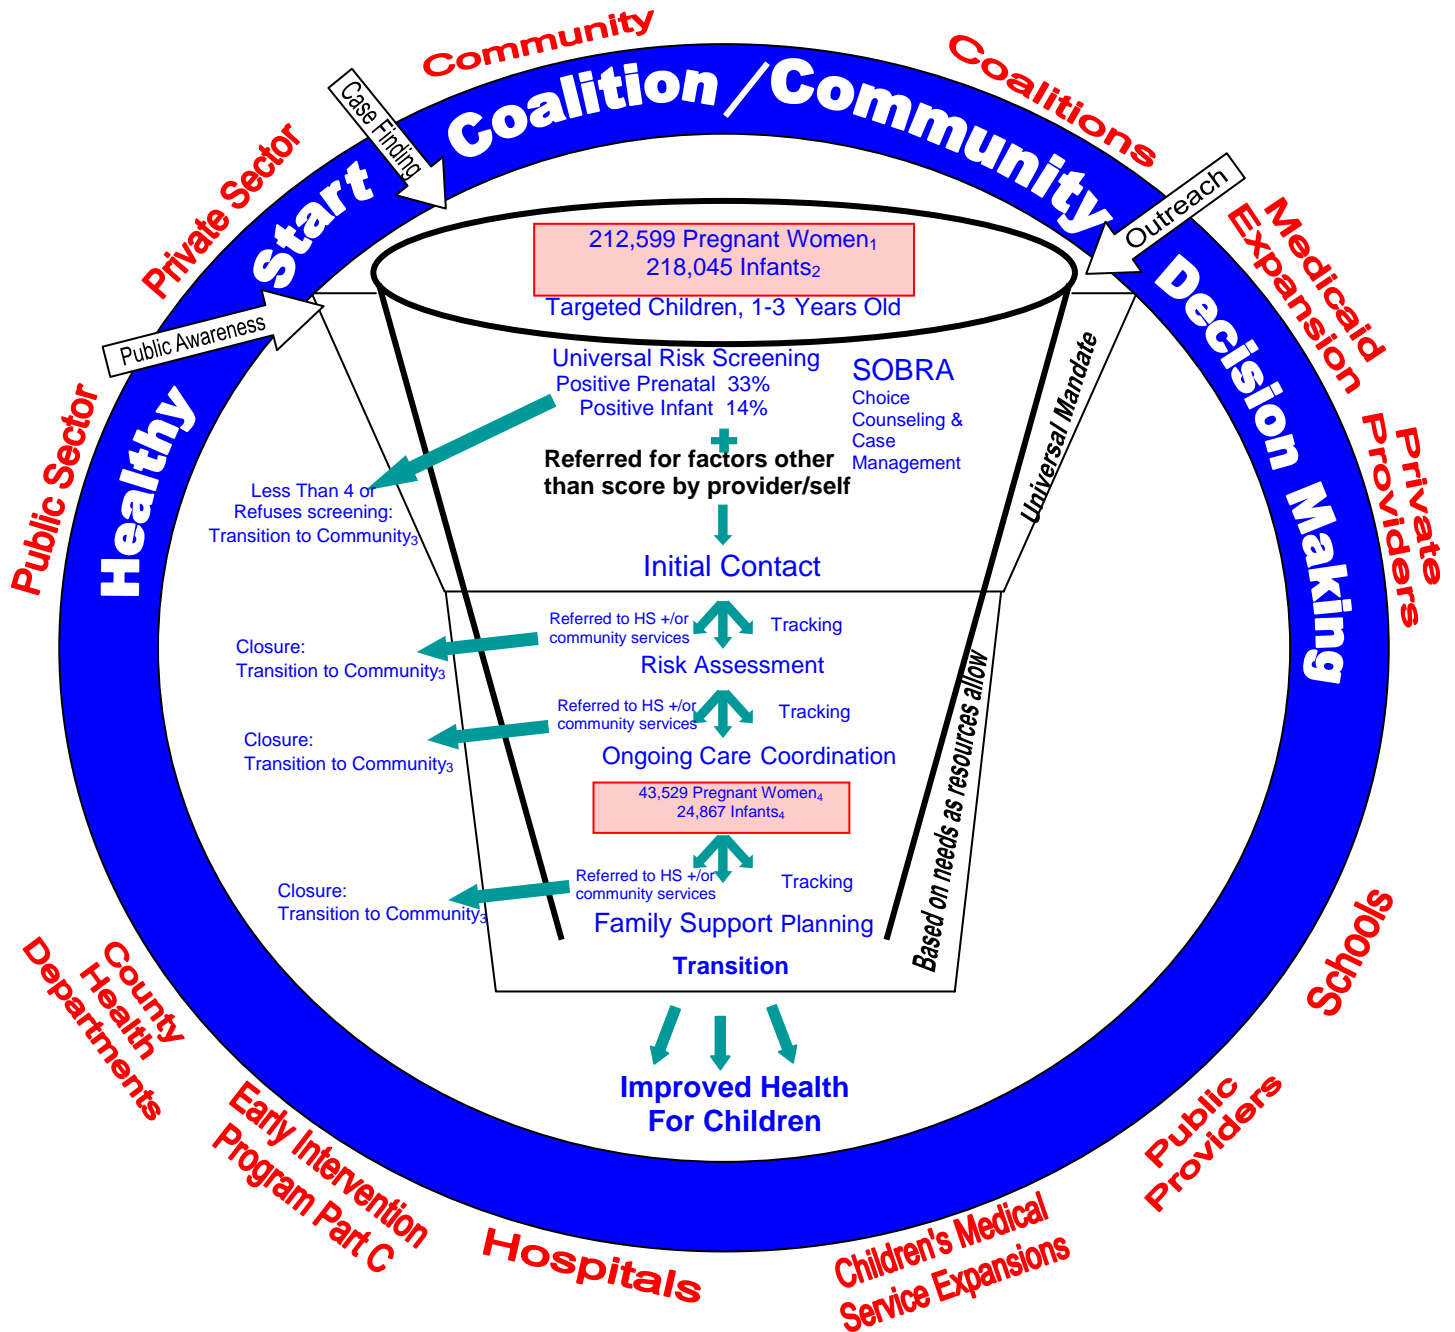 Community
Coalitions
Private Sector
Public Sector
Medicaid
Expansion
Private
Providers
Schools
Public
Providers
Children's Medical
Service Expansions
Hospitals
Early Intervention
Program Part C
County
Health
Departments
Healthy Start Coalition/Community Decision Making
Case Finding
Outreach
Public Awareness
212,599 Pregnant Women1
218,045 Infants2
Targeted Children, 1-3 Years Old
Universal Risk Screening
Positive Prenatal 33%
Positive Infant 14%
SOBRA
Choice
Counseling &
Case
Management
Universal Mandate
Referred for factors other
than score by provider/self
Less Than 4 or
Refuses screening:
Transition to Community3
Initial Contact
Referred to HS +/or
community services
Tracking
Closure:
Transition to Community3
Risk Assessment
Referred to HS +/or
community services
Tracking
Closure:
Transition to Community3
Ongoing Care Coordination
43,529 Pregnant Women4
24,867 Infants4
Based on needs as resources allow
Referred to HS +/or
community services
Tracking
Closure:
Transition to Community3
Family Support Planning
Transition
Improved Health
For Children